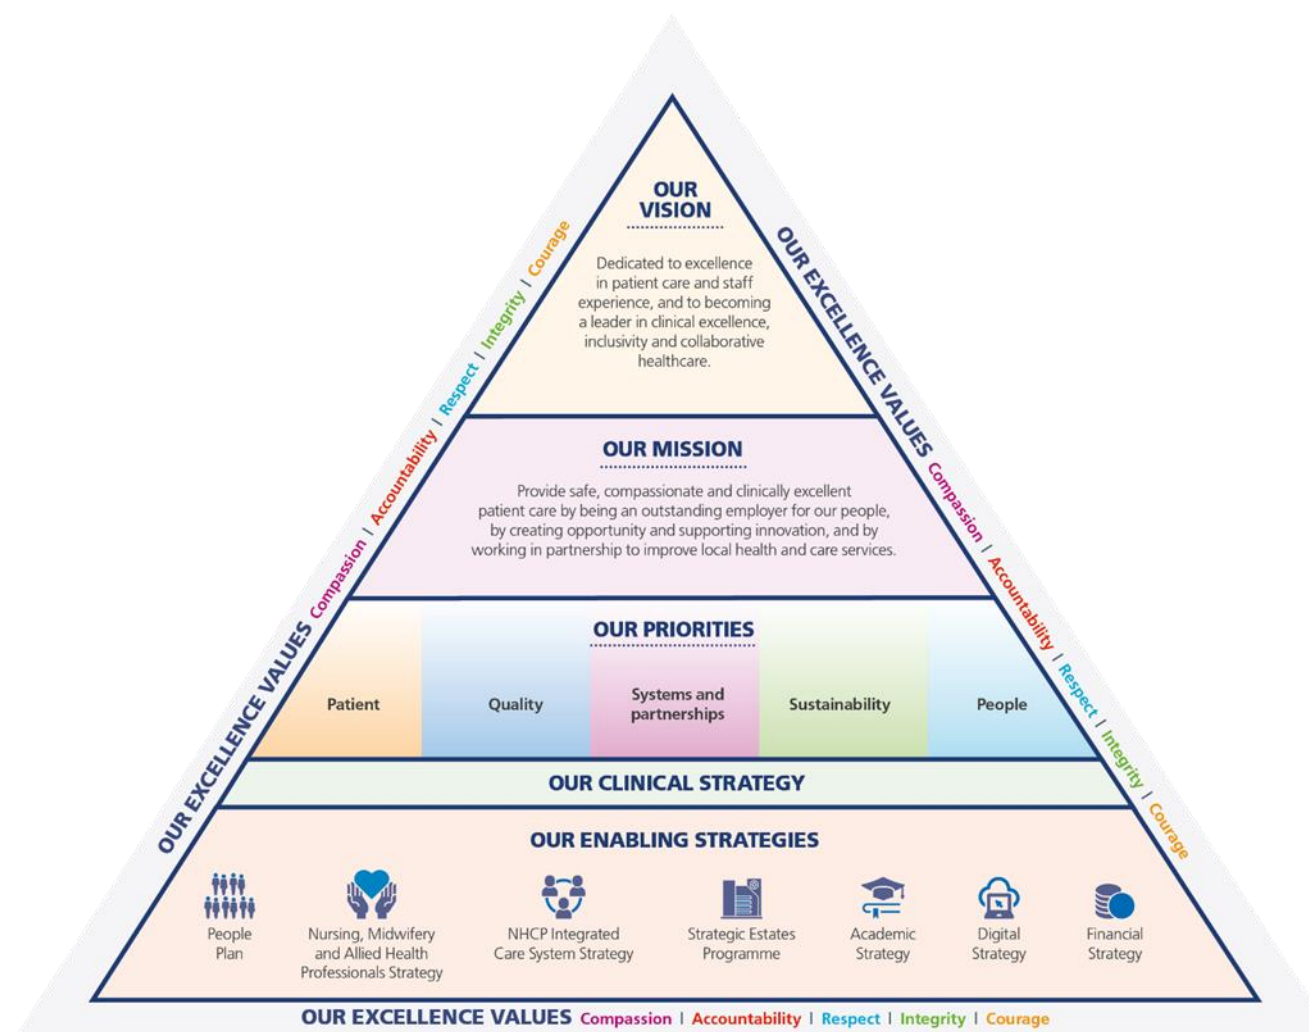 OUR
VISION
Dedicated to excellence
in patient care and staff
experience, and to becoming
a leader in clinical excellence,
inclusivity and collaborative
healthcare.
OUR MISSION
Provide safe, compassionate and clinically excellent
patient care by being an outstanding employer for our people,
by creating opportunity and supporting innovation, and by
working in partnership to improve local health and care services.
OUR PRIORITIES
Patient
Quality
Systems and
partnerships
Sustainability
People
OUR CLINICAL STRATEGY
OUR ENABLING STRATEGIES
People
Plan
Nursing, Midwifery
and Allied Health
Professionals Strategy
NHCP Integrated
Care System Strategy
Strategic Estates
Programme
Academic
Strategy
Digital
Strategy
Financial
Strategy
OUR EXCELLENCE VALUES Compassion | Accountability | Respect | Integrity | Courage
OUR EXCELLENCE VALUES Compassion | Accountability | Respect | Integrity | Courage
OUR EXCELLENCE VALUES Compassion | Accountability | Respect | Integrity | Courage